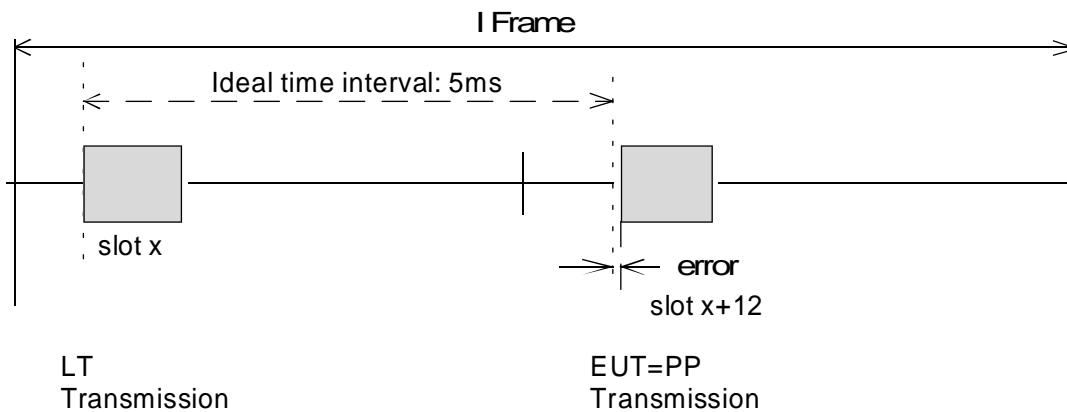 I Frame
Ideal time interval: 5ms
slot x
error
slot x+12
LT
Transmission
EUT=PP
Transmission